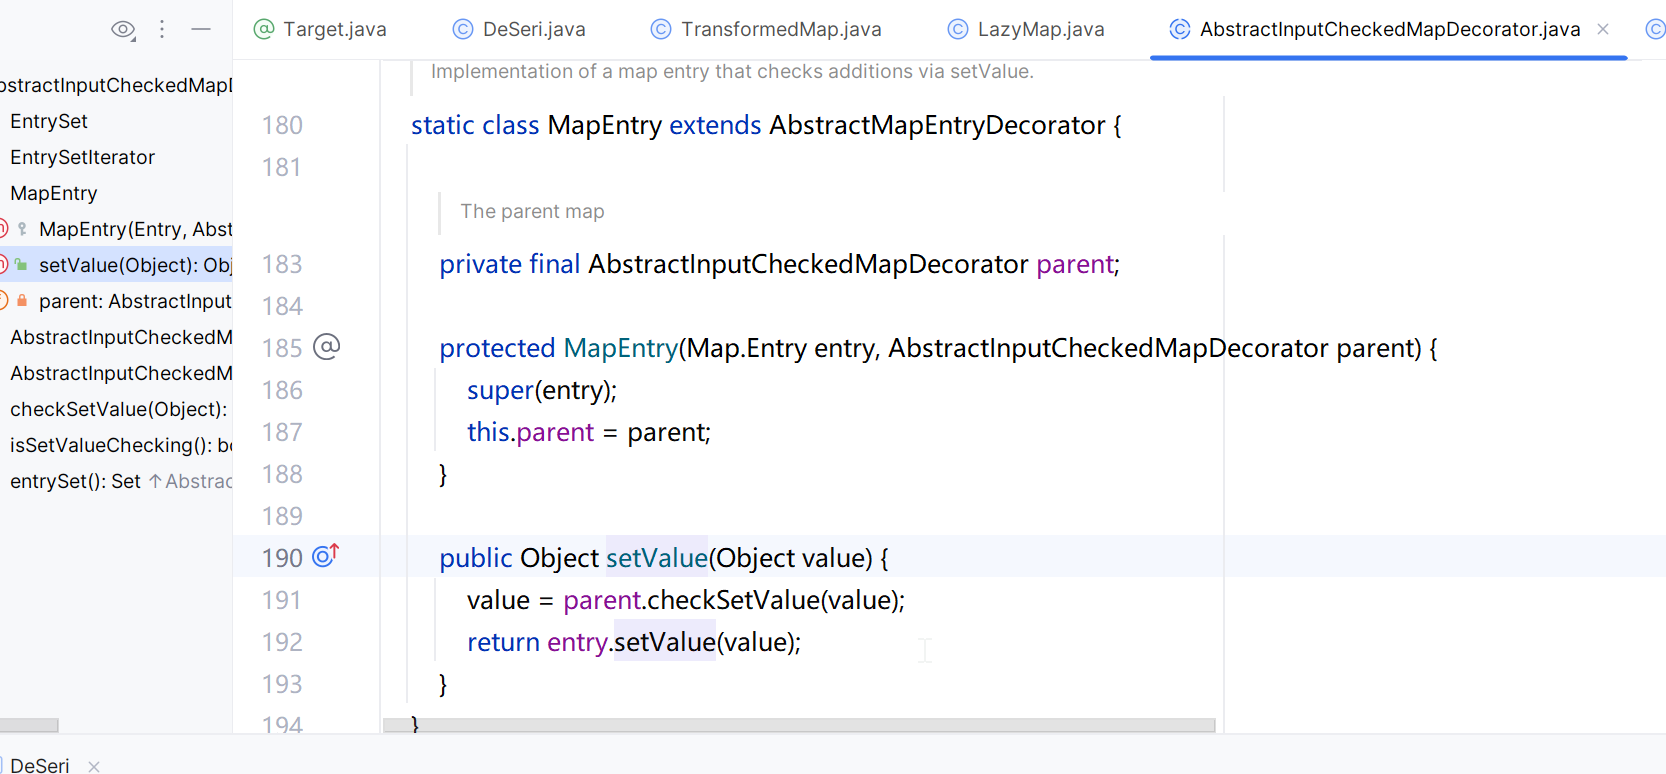 Target.java
DeSeri.java
TransformedMap.java
LazyMap.java
AbstractInputCheckedMapDecorator.java
EntrySet
EntrySetIterator
MapEntry
MapEntry(Entry, Abst
setValue(Object): Obj
parent: AbstractInput
AbstractInputCheckedM
AbstractInputCheckedM
checkSetValue(Object):
isSetValueChecking(): bo
entrySet(): Set ↑Abstrac
Implementation of a map entry that checks additions via setValue.
180 static class MapEntry extends AbstractMapEntryDecorator {
181
The parent map
183 private final AbstractInputCheckedMapDecorator parent;
184
185 protected MapEntry(Map.Entry entry, AbstractInputCheckedMapDecorator parent) {
186 super(entry);
187 this.parent = parent;
188 }
189
190 public Object setValue(Object value) {
191 value = parent.checkSetValue(value);
192 return entry.setValue(value);
193 }
194 }
DeSeri